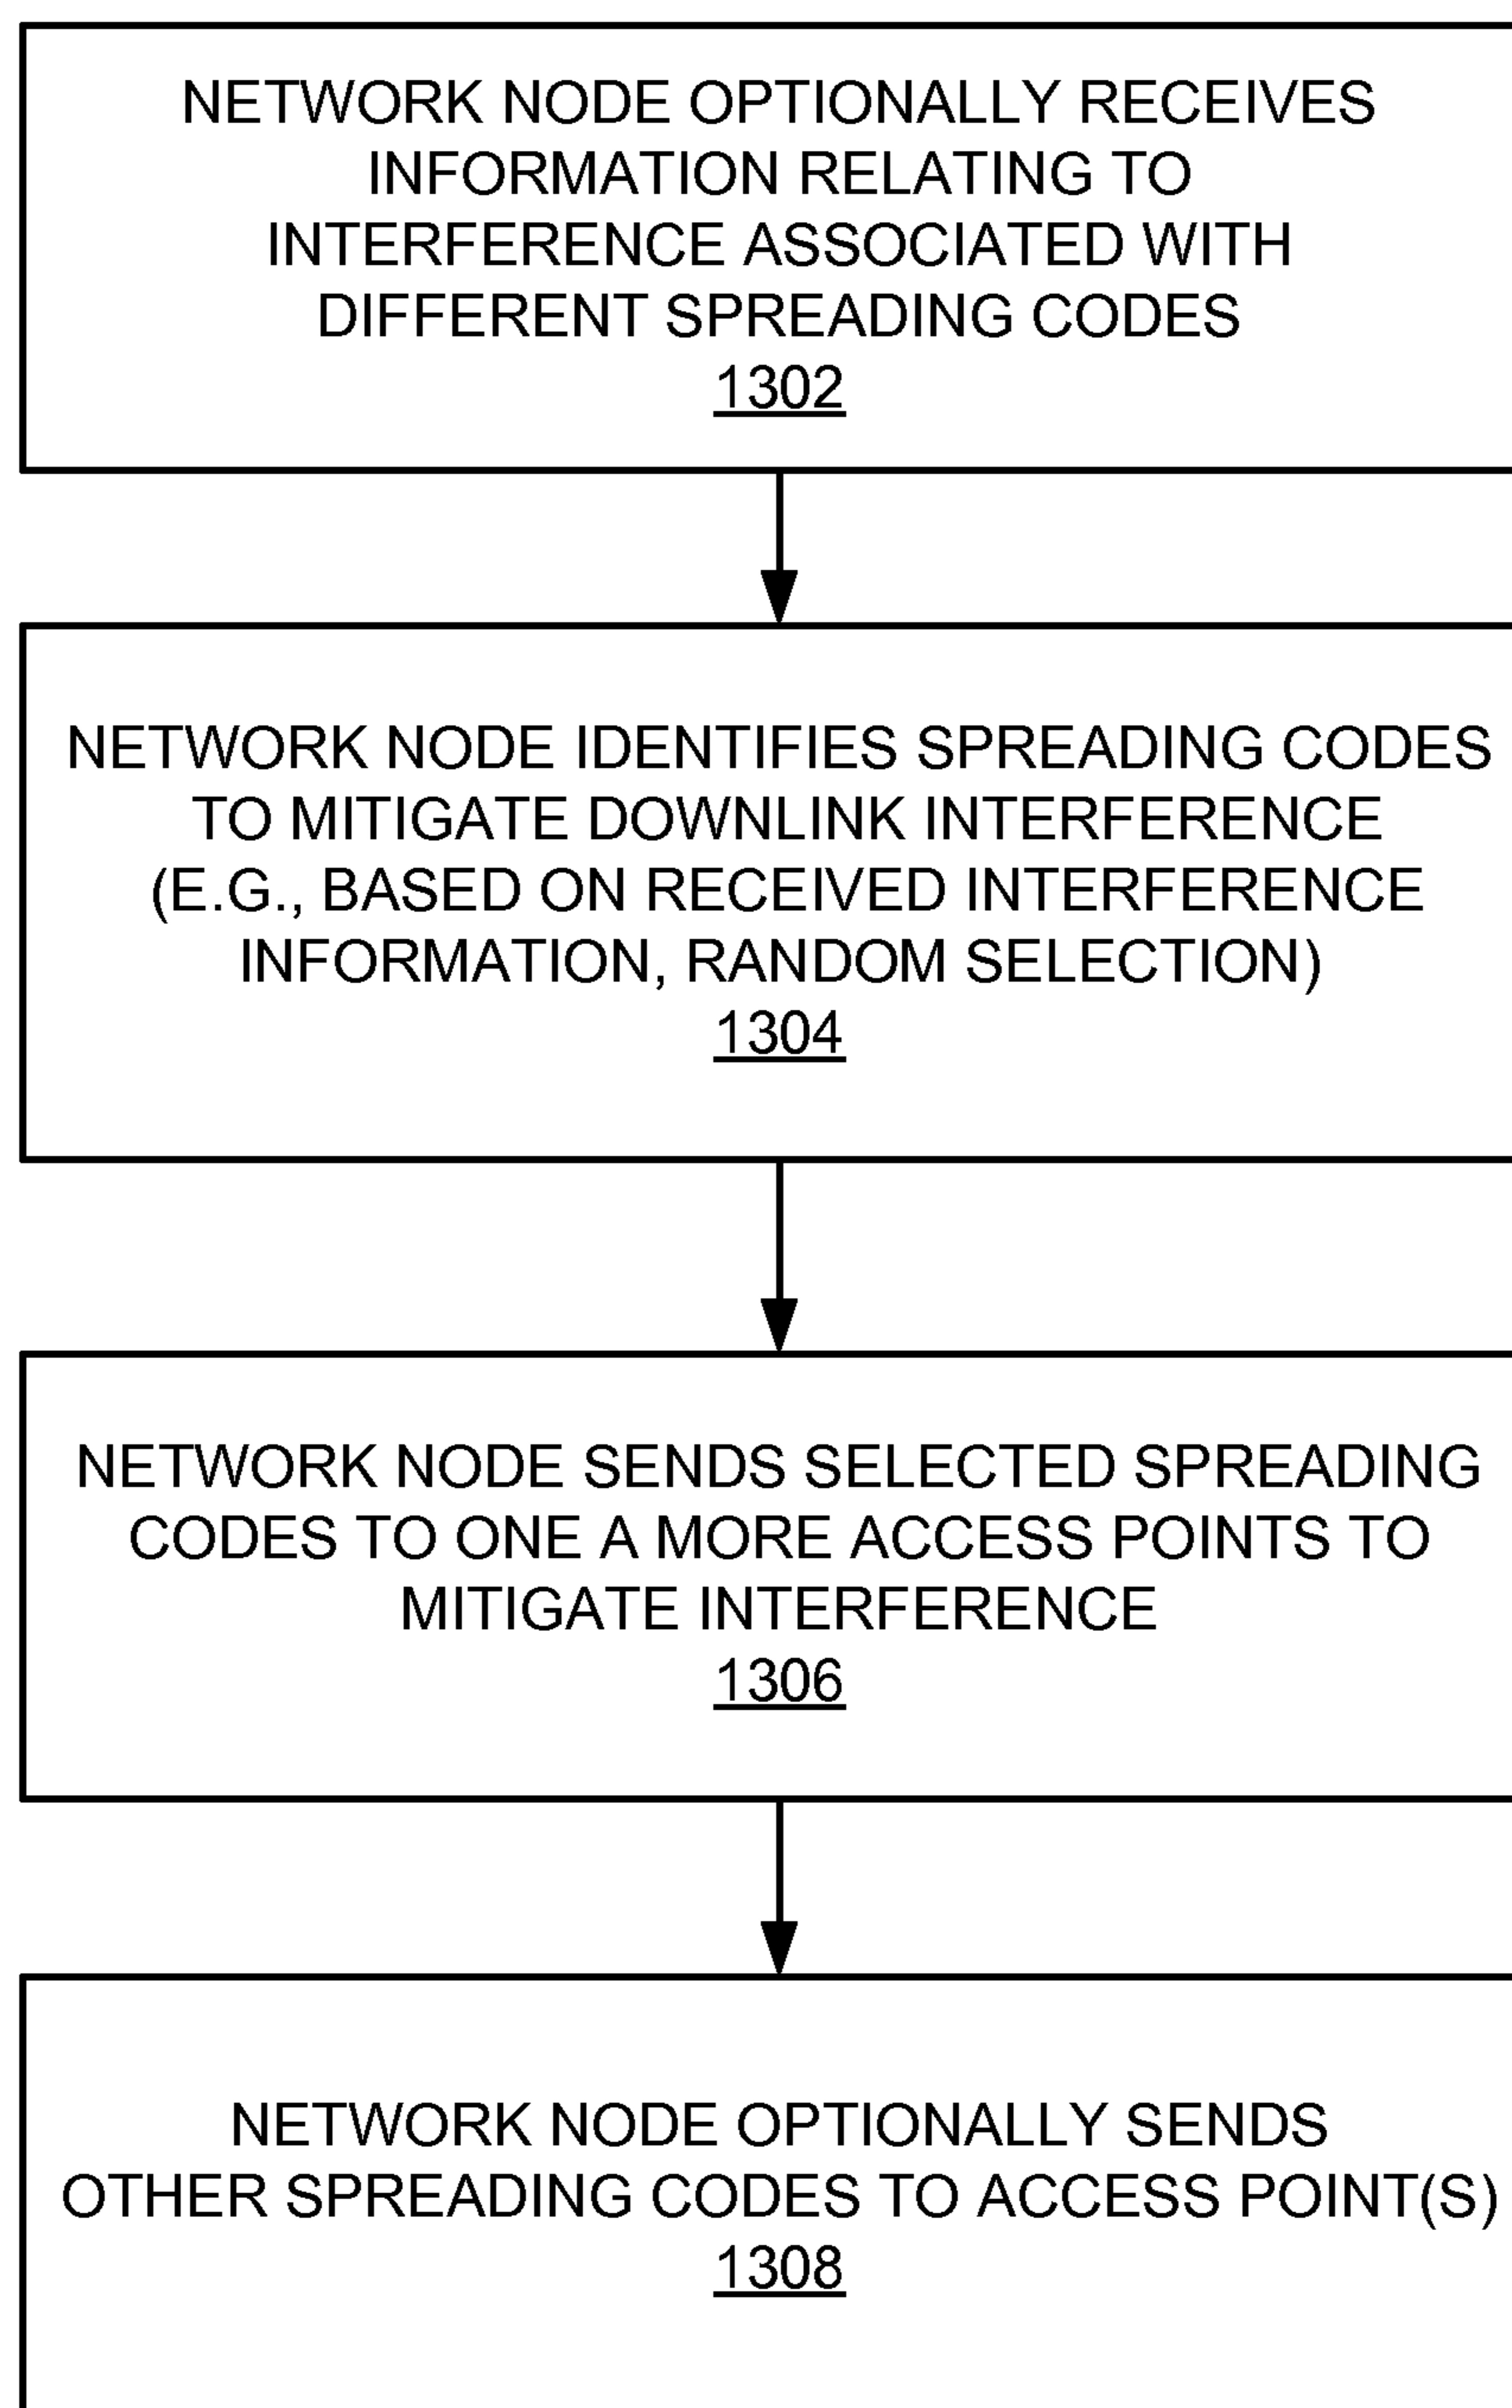 NETWORK NODE OPTIONALLY RECEIVES
INFORMATION RELATING TO
INTERFERENCE ASSOCIATED WITH
DIFFERENT SPREADING CODES
1302
NETWORK NODE IDENTIFIES SPREADING CODES
TO MITIGATE DOWNLINK INTERFERENCE
(E.G., BASED ON RECEIVED INTERFERENCE
INFORMATION, RANDOM SELECTION)
1304
NETWORK NODE SENDS SELECTED SPREADING
CODES TO ONE A MORE ACCESS POINTS TO
MITIGATE INTERFERENCE
1306
NETWORK NODE OPTIONALLY SENDS
OTHER SPREADING CODES TO ACCESS POINT(S)
1308